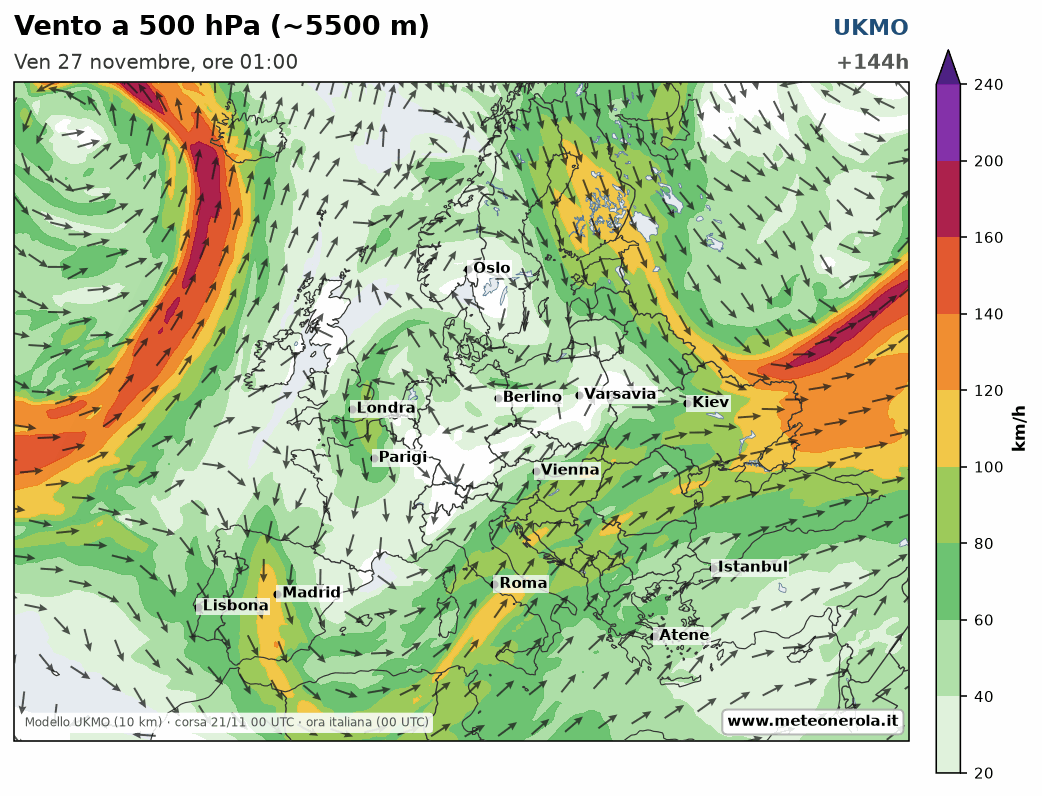 Vento a 500 hPa (~5500 m)
UKMO
Ven 27 novembre, ore 01:00
+144h
240
200
160
140
120
100
80
60
40
20
km/h
Oslo
Berlino
Varsavia
Kiev
Londra
Parigi
Vienna
Roma
Istanbul
Madrid
Lisbona
Atene
Modello UKMO (10 km) · corsa 21/11 00 UTC · ora italiana (00 UTC)
www.meteonerola.it